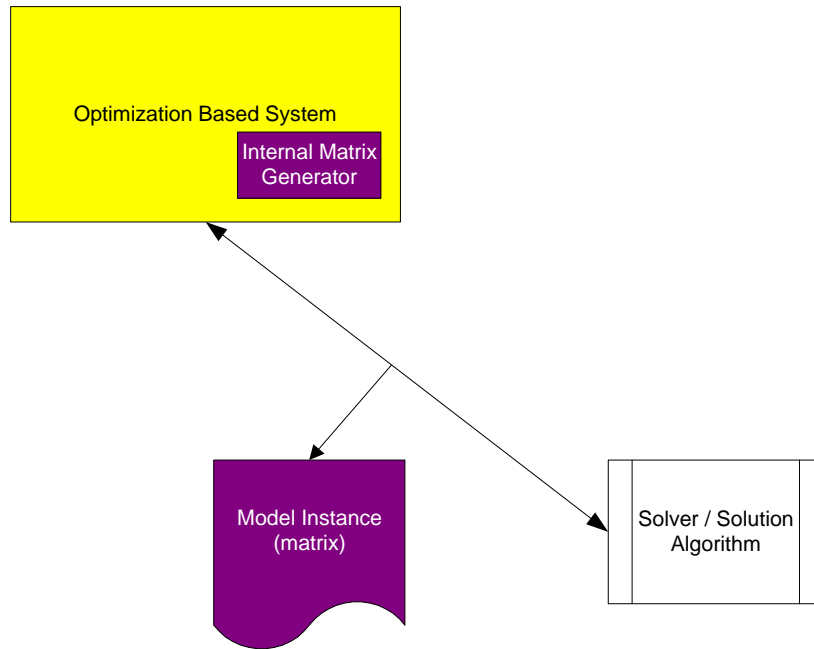 Optimization Based System
Internal Matrix
Generator
Model Instance
(matrix)
Solver / Solution
Algorithm